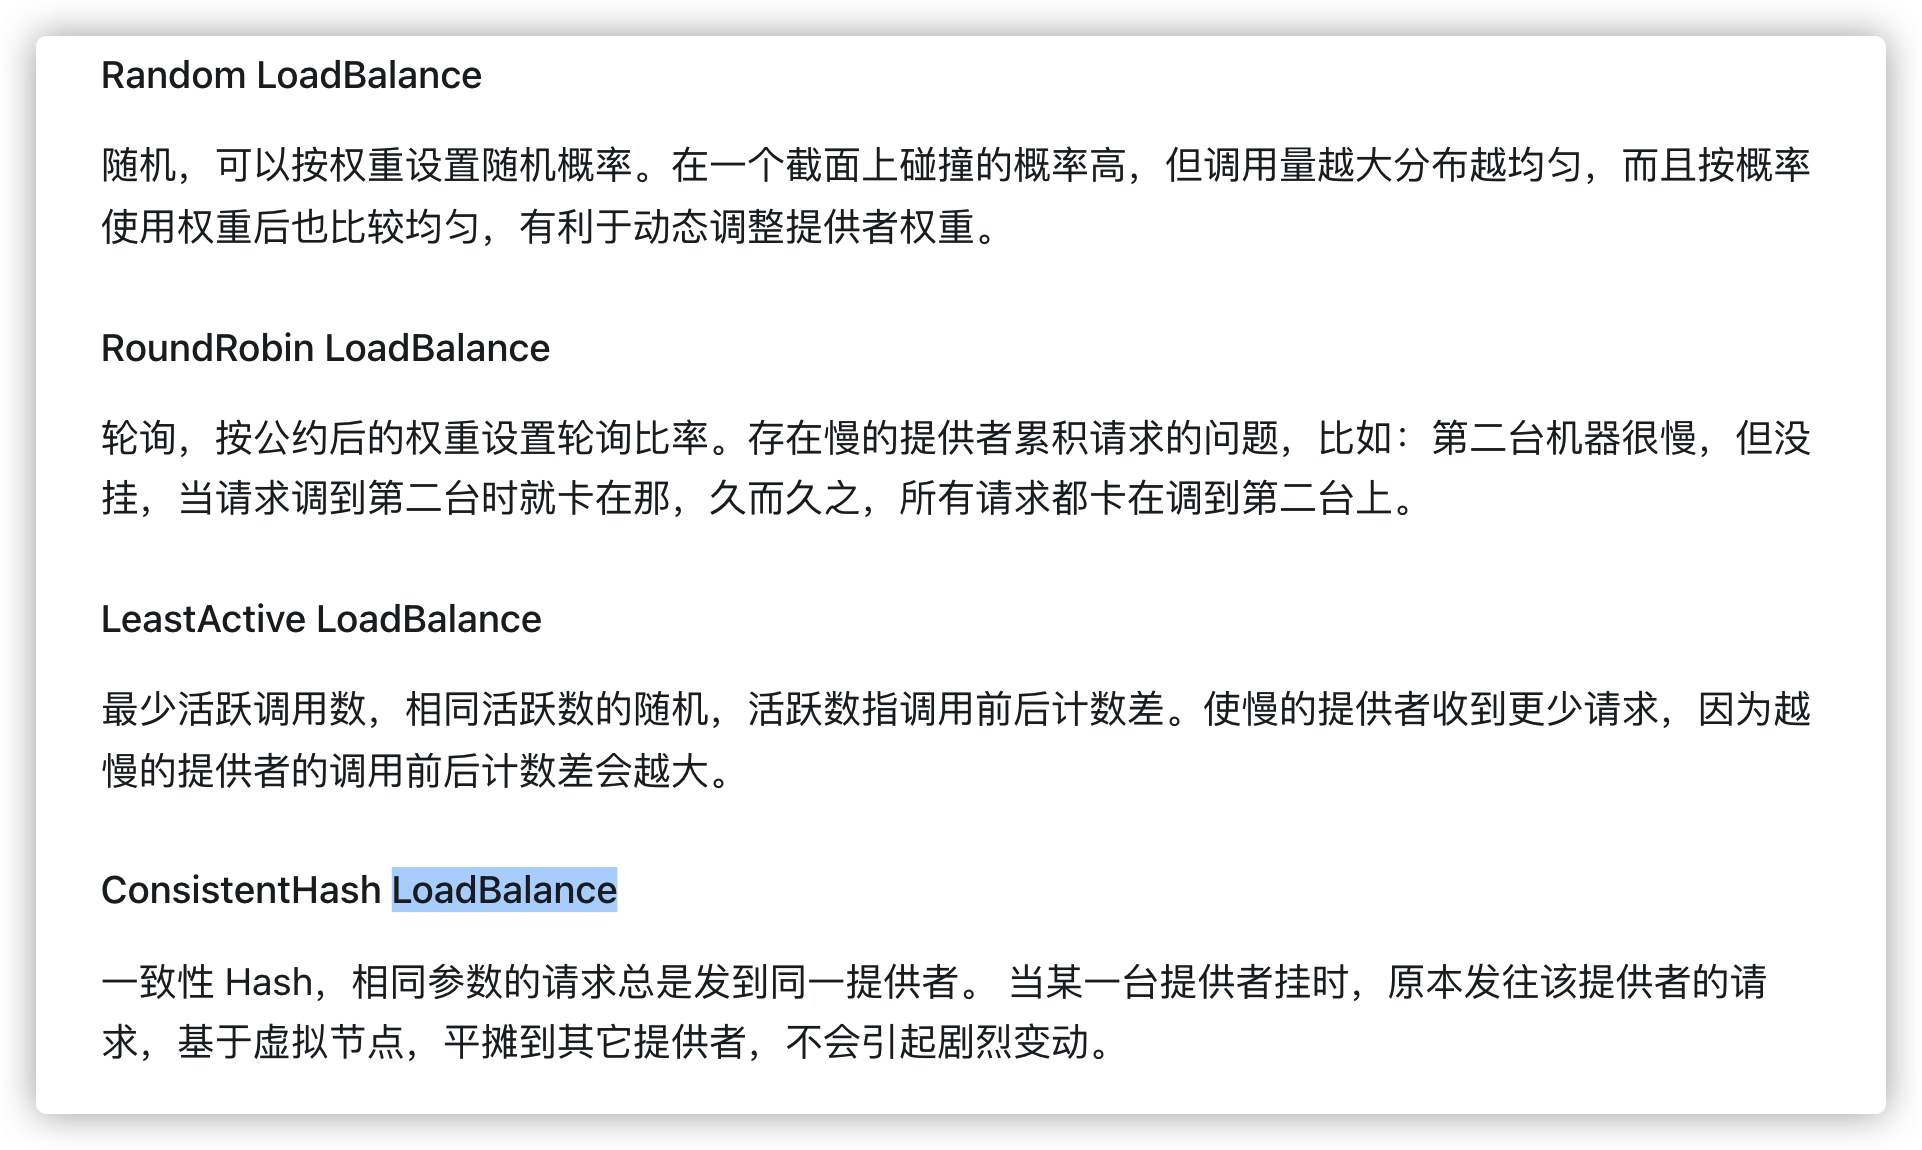 Random LoadBalance
随机，可以按权重设置随机概率。在一个截面上碰撞的概率高，但调用量越大分布越均匀，而且按概率
使用权重后也比较均匀，有利于动态调整提供者权重。
RoundRobin LoadBalance
轮询，按公约后的权重设置轮询比率。存在慢的提供者累积请求的问题，比如：第二台机器很慢，但没
挂，当请求调到第二台时就卡在那，久而久之，所有请求都卡在调到第二台上。
LeastActive LoadBalance
最少活跃调用数，相同活跃数的随机，活跃数指调用前后计数差。使慢的提供者收到更少请求，因为越
慢的提供者的调用前后计数差会越大。
ConsistentHash LoadBalance
一致性 Hash，相同参数的请求总是发到同一提供者。 当某一台提供者挂时，原本发往该提供者的请
求，基于虚拟节点，平摊到其它提供者，不会引起剧烈变动。